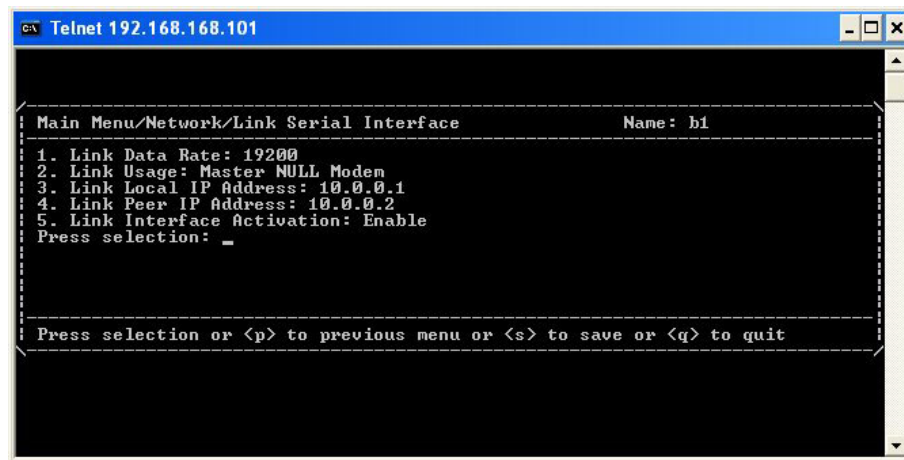 Telnet 192.168.168.101
Main Menu/Network/Link Serial Interface Name: b1
1. Link Data Rate: 19200
2. Link Usage: Master NULL Modem
3. Link Local IP Address: 10.0.0.1
4. Link Peer IP Address: 10.0.0.2
5. Link Interface Activation: Enable
Press selection: _
Press selection or <p> to previous menu or <s> to save or <q> to quit